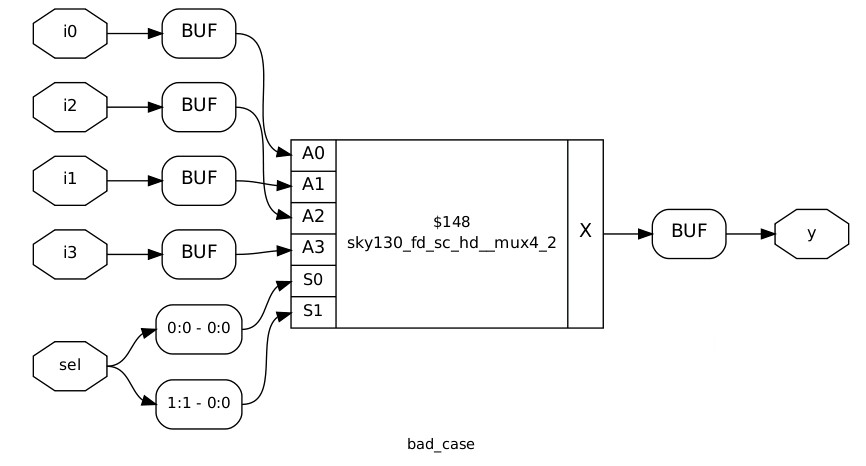 i0
BUF
i2
BUF
i1
BUF
i3
BUF
sel
0:0 - 0:0
1:1 - 0:0
A0
A1
A2
A3
S0
S1
$148
sky130_fd_sc_hd__mux4_2
X
BUF
y
bad_case